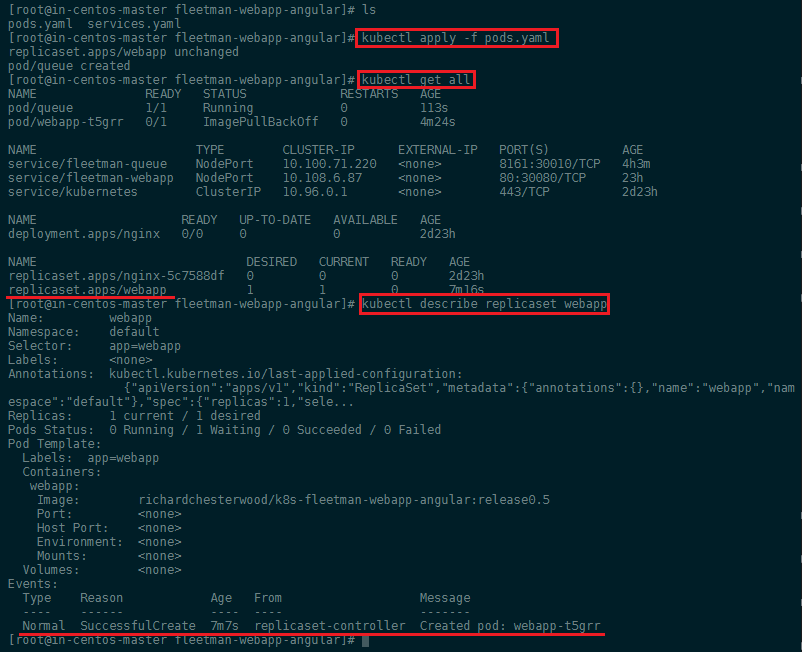 [root@in-centos-master fleetman-webapp-angular]# ls
pods.yaml  services.yaml
[root@in-centos-master fleetman-webapp-angular]# kubectl apply -f pods.yaml
replicaset.apps/webapp unchanged
pod/queue created
[root@in-centos-master fleetman-webapp-angular]# kubectl get all
NAME               READY   STATUS             RESTARTS   AGE
pod/queue          1/1     Running            0          113s
pod/webapp-t5grr   0/1     ImagePullBackOff   0          4m24s
NAME                      TYPE        CLUSTER-IP      EXTERNAL-IP   PORT(S)          AGE
service/fleetman-queue    NodePort    10.100.71.220   <none>        8161:30010/TCP   4h3m
service/fleetman-webapp   NodePort    10.108.6.87     <none>        80:30080/TCP     23h
service/kubernetes        ClusterIP   10.96.0.1       <none>        443/TCP          2d23h
NAME                    READY   UP-TO-DATE   AVAILABLE   AGE
deployment.apps/nginx   0/0     0            0           2d23h
NAME                             DESIRED   CURRENT   READY   AGE
replicaset.apps/nginx-5c7588df   0         0         0       2d23h
replicaset.apps/webapp           1         1         0       7m16s
[root@in-centos-master fleetman-webapp-angular]# kubectl describe replicaset webapp
Name:         webapp
Namespace:    default
Selector:     app=webapp
Labels:       <none>
Annotations:  kubectl.kubernetes.io/last-applied-configuration:
                {"apiVersion":"apps/v1","kind":"ReplicaSet","metadata":{"annotations":{},"name":"webapp","nam
espace":"default"},"spec":{"replicas":1,"sele...
Replicas:     1 current / 1 desired
Pods Status:  0 Running / 1 Waiting / 0 Succeeded / 0 Failed
Pod Template:
  Labels:  app=webapp
  Containers:
   webapp:
    Image:        richardchesterwood/k8s-fleetman-webapp-angular:release0.5
    Port:         <none>
    Host Port:    <none>
    Environment:  <none>
    Mounts:       <none>
  Volumes:        <none>
Events:
  Type    Reason            Age   From                   Message
  ----    ------            ----  ----                   -------
  Normal  SuccessfulCreate  7m7s  replicaset-controller  Created pod: webapp-t5grr
[root@in-centos-master fleetman-webapp-angular]#